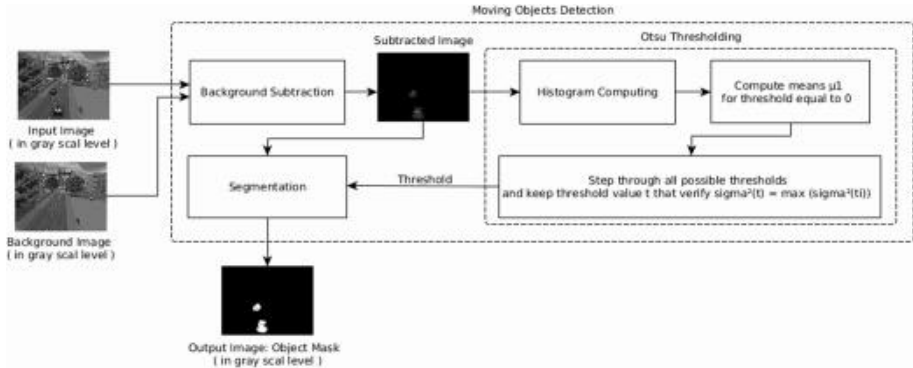 Moving Objects Detection
Subtracted Image
Otsu Thresholding
Background Subtraction
Histogram Computing
Compute means µ1
for threshold equal to 0
Input Image
( in gray scal level )
Segmentation
Threshold
Step through all possible thresholds
and keep threshold value t that verify sigma²(t) = max (sigma²(ti))
Background Image
( in gray scal level )
Output Image: Object Mask
( in gray scal level )